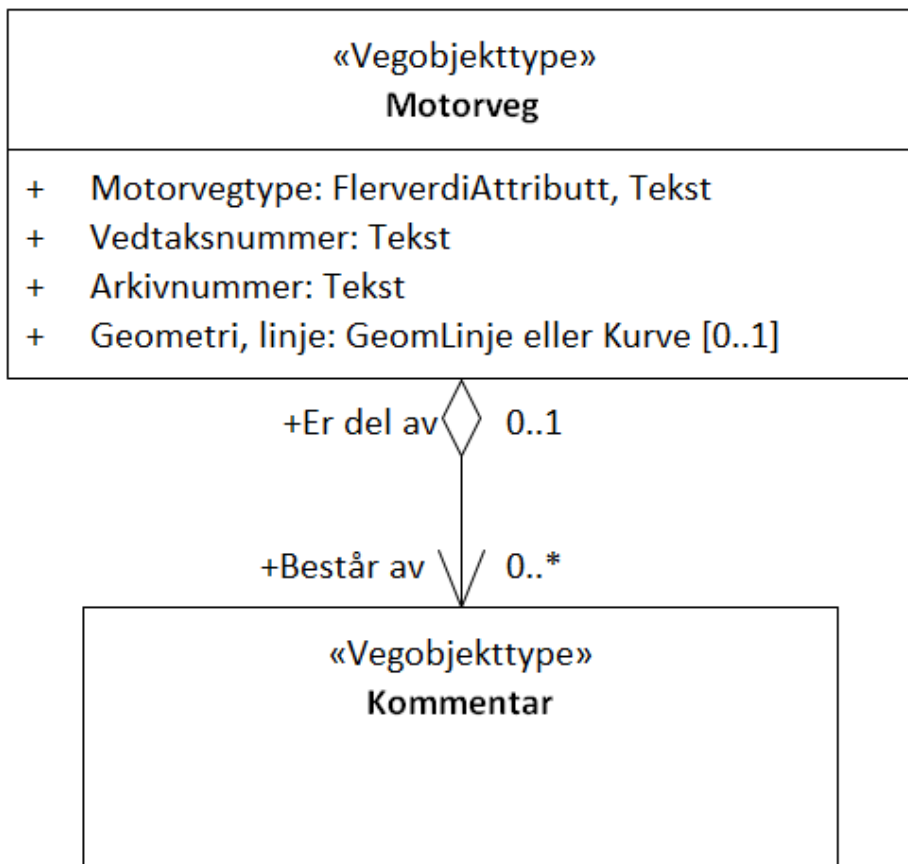 «Vegobjekttype»
Motorveg
+ Motorvegtype: FlerverdiAttributt, Tekst
+ Vedtaksnummer: Tekst
+ Arkivnummer: Tekst
+ Geometri, linje: GeomLinje eller Kurve [0..1]
+Er del av 0..1
+Består av 0..*
«Vegobjekttype»
Kommentar